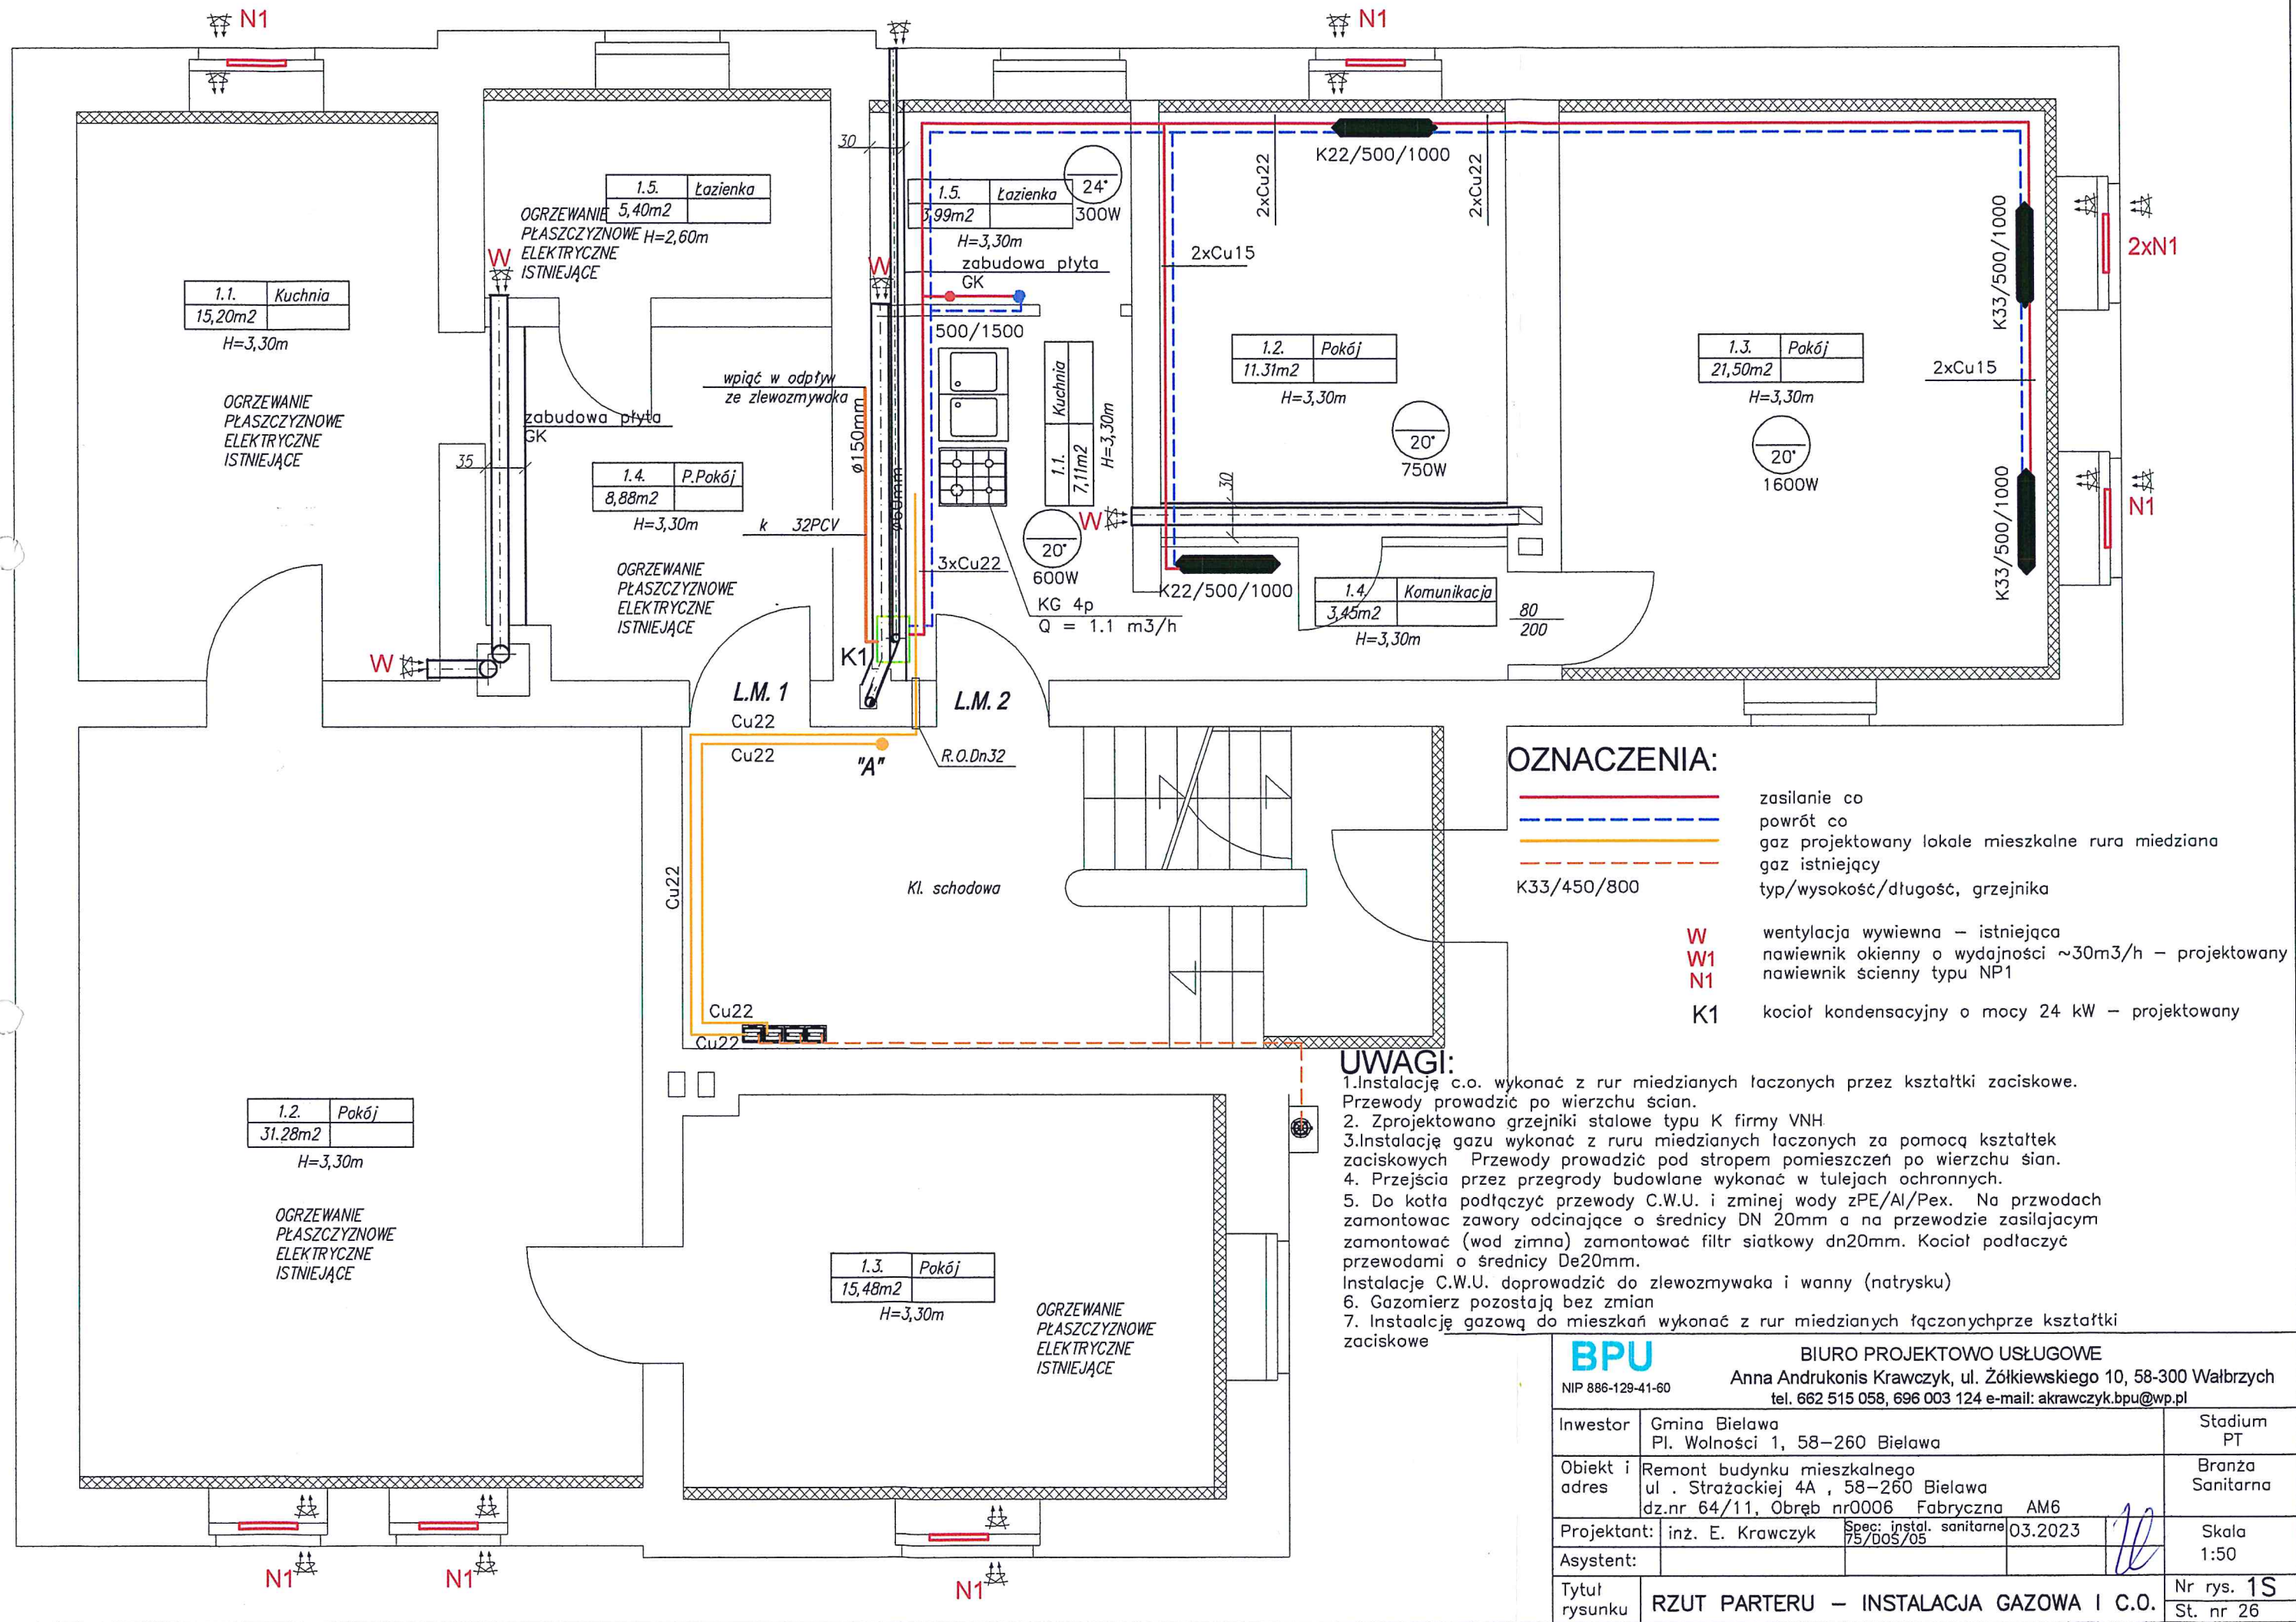 N1
N1
30
K22/500/1000
2xCu22
2xCu22
24°
300W
1.5. Łazienka
5,40m2
H=2,60m
OGRZEWANIE
PŁASZCZYZNOWE
ELEKTRYCZNE
ISTNIEJĄCE
1.5. Łazienka
3,99m2
H=3,30m
zabudowa płyta
GK
W
W
2xCu15
K33/500/1000
2xN1
1.1. Kuchnia
15,20m2
H=3,30m
OGRZEWANIE
PŁASZCZYZNOWE
ELEKTRYCZNE
ISTNIEJĄCE
500/1500
wpiąć w odpływ
ze zlewozmywaka
zabudowa płyta
GK
35
ø150mm
ø60mm
1.1. Kuchnia
7,11m2
H=3,30m
1.2. Pokój
11.31m2
H=3,30m
20°
750W
1.3. Pokój
21,50m2
H=3,30m
20°
1600W
2xCu15
K33/500/1000
N1
1.4. P.Pokój
8,88m2
H=3,30m
k 32PCV
OGRZEWANIE
PŁASZCZYZNOWE
ELEKTRYCZNE
ISTNIEJĄCE
W
30
20°
600W
3xCu22
KG 4p
Q = 1.1 m3/h
K22/500/1000
1.4. Komunikacja
3,45m2
H=3,30m
80
200
W
K1
L.M. 1
L.M. 2
Cu22
Cu22
"A"
R.O.Dn32
Cu22
Kl. schodowa
Cu22
Cu22
OZNACZENIA:
zasilanie co
powrót co
gaz projektowany lokale mieszkalne rura miedziana
gaz istniejący
K33/450/800 typ/wysokość/długość, grzejnika
W wentylacja wywiewna – istniejąca
W1 nawiewnik okienny o wydajności ~30m3/h – projektowany
N1 nawiewnik ścienny typu NP1
K1 kocioł kondensacyjny o mocy 24 kW – projektowany
UWAGI:
1.Instalację c.o. wykonać z rur miedzianych łaczonych przez kształtki zaciskowe.
Przewody prowadzić po wierzchu ścian.
2. Zprojektowano grzejniki stalowe typu K firmy VNH
3.Instalację gazu wykonać z ruru miedzianych łaczonych za pomocą kształtek
zaciskowych Przewody prowadzić pod stropem pomieszczeń po wierzchu śian.
4. Przejścia przez przegrody budowlane wykonać w tulejach ochronnych.
5. Do kotła podłączyć przewody C.W.U. i zminej wody zPE/Al/Pex. Na przwodach
zamontowac zawory odcinające o średnicy DN 20mm a na przewodzie zasilajacym
zamontować (wod zimna) zamontować filtr siatkowy dn20mm. Kocioł podłaczyć
przewodami o średnicy De20mm.
Instalacje C.W.U. doprowadzić do zlewozmywaka i wanny (natrysku)
6. Gazomierz pozostają bez zmian
7. Instaalcję gazową do mieszkań wykonać z rur miedzianych łączonychprze kształtki
zaciskowe
1.2. Pokój
31.28m2
H=3,30m
OGRZEWANIE
PŁASZCZYZNOWE
ELEKTRYCZNE
ISTNIEJĄCE
1.3. Pokój
15,48m2
H=3,30m
OGRZEWANIE
PŁASZCZYZNOWE
ELEKTRYCZNE
ISTNIEJĄCE
N1
N1
N1
BPU
NIP 886-129-41-60
BIURO PROJEKTOWO USŁUGOWE
Anna Andrukonis Krawczyk, ul. Żółkiewskiego 10, 58-300 Wałbrzych
tel. 662 515 058, 696 003 124 e-mail: akrawczyk.bpu@wp.pl
Inwestor Gmina Bielawa
Pl. Wolności 1, 58–260 Bielawa
Stadium
PT
Obiekt i adres
Remont budynku mieszkalnego
ul . Strażackiej 4A , 58–260 Bielawa
dz.nr 64/11, Obręb nr0006 Fabryczna AM6
Branża
Sanitarna
Projektant: inż. E. Krawczyk Spec: instal. sanitarne 75/DOŚ/05 03.2023
Asystent:
Skala
1:50
Tytuł rysunku RZUT PARTERU – INSTALACJA GAZOWA I C.O.
Nr rys. 1S
St. nr 26